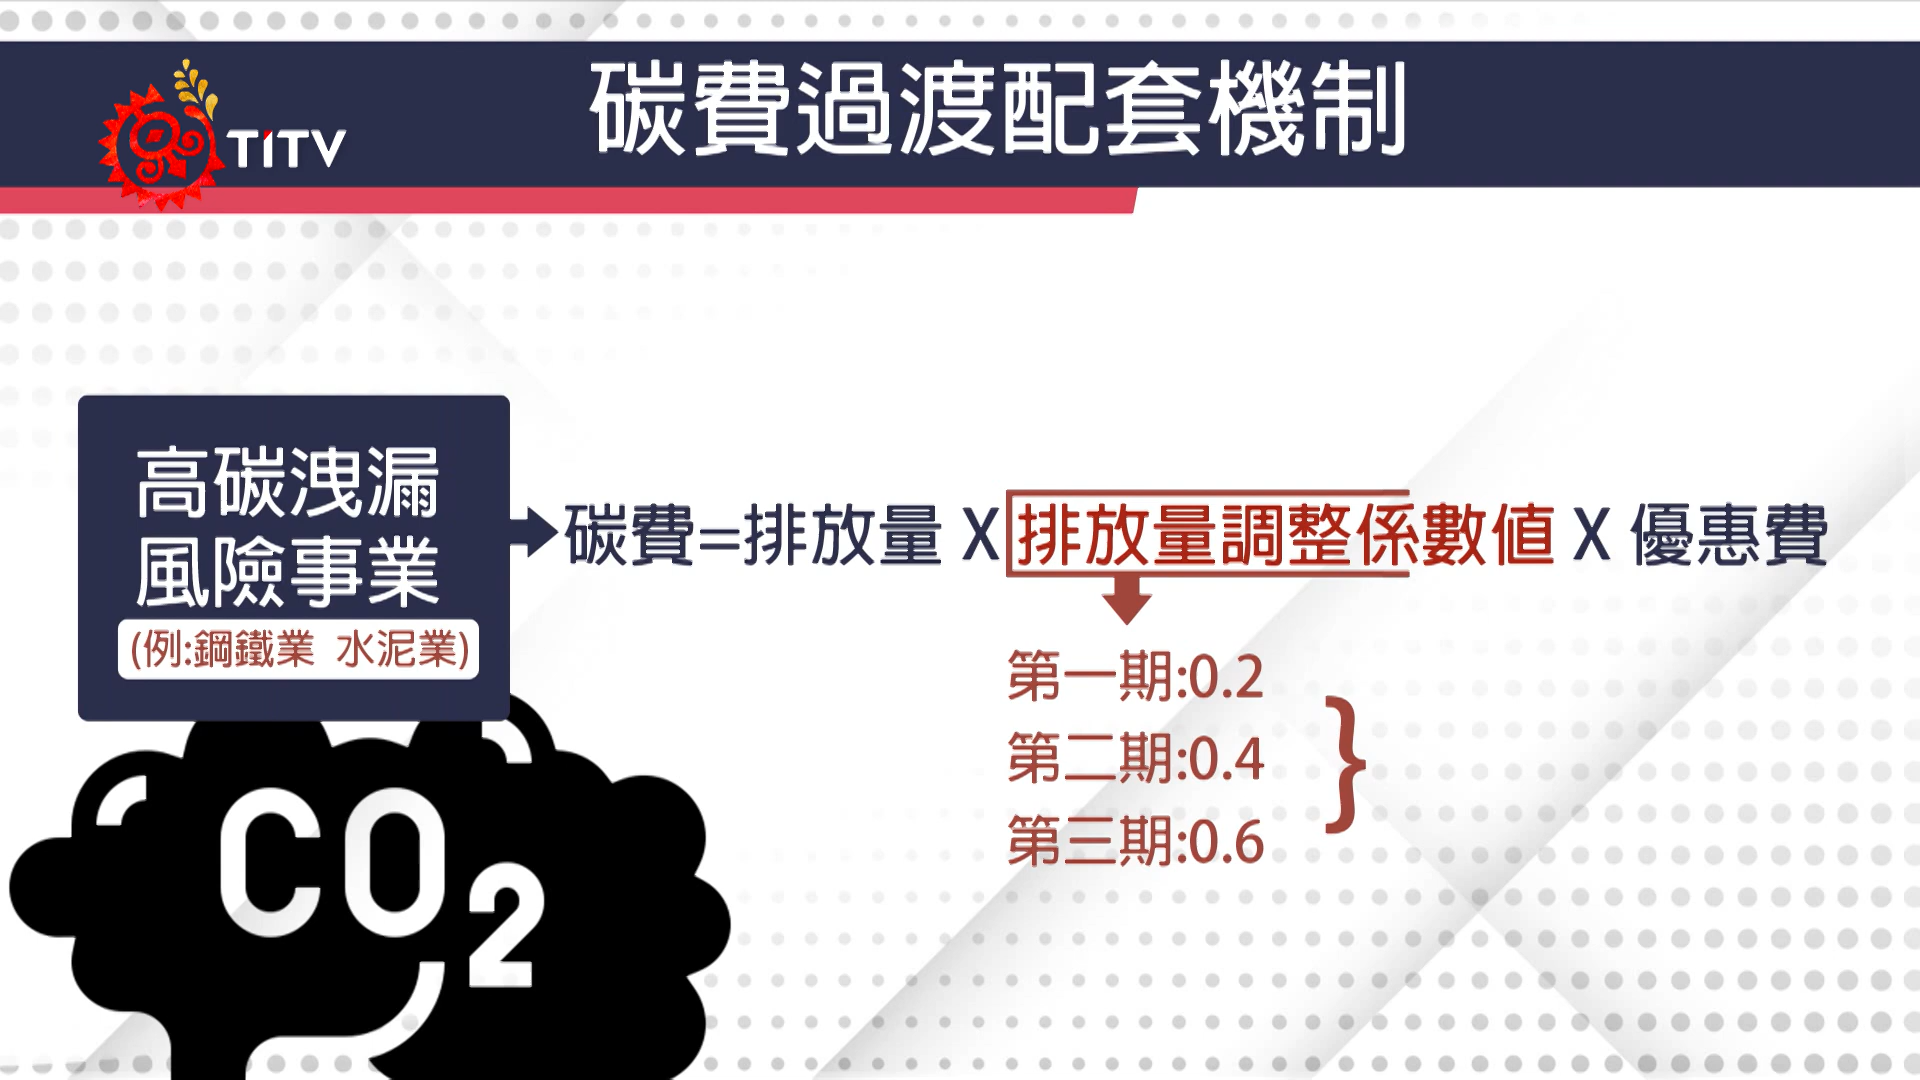 碳費過渡配套機制
TITV
高碳洩漏
風險事業
(例:鋼鐵業 水泥業)
碳費=排放量 X 排放量調整係數值 X 優惠費
第一期:0.2
第二期:0.4
第三期:0.6
}
CO2